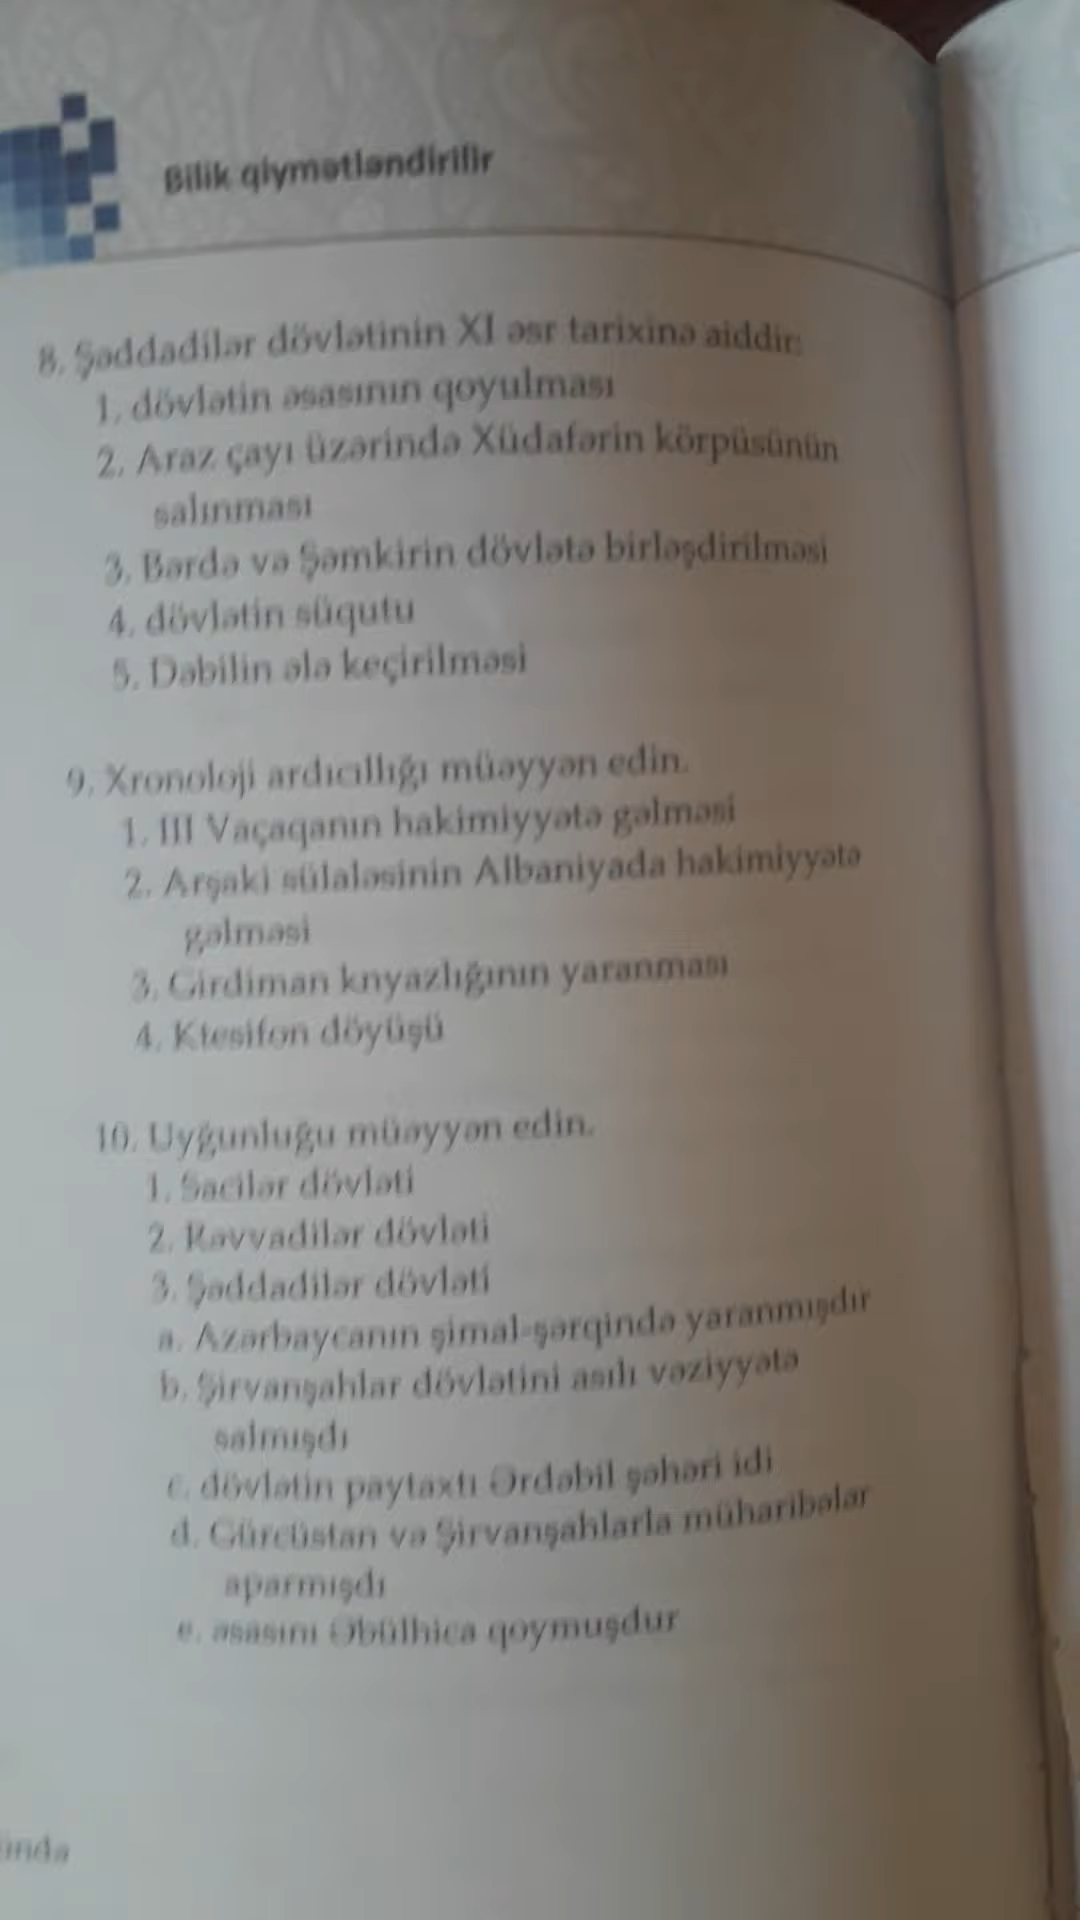 Bilik qiymətləndirilir
8. Şəddadilər dövlətinin XI əsr tarixinə aiddir:
1. dövlətin əsasının qoyulması
2. Araz çayı üzərində Xüdafərin körpüsünün
salınması
3. Bərdə və Şəmkirin dövlətə birləşdirilməsi
4. dövlətin süqutu
5. Dəbilin ələ keçirilməsi
9. Xronoloji ardıcıllığı müəyyən edin.
1. III Vaçaqanın hakimiyyətə gəlməsi
2. Arşaki sülaləsinin Albaniyada hakimiyyətə
gəlməsi
3. Girdiman knyazlığının yaranması
4. Ktesifon döyüşü
10. Uyğunluğu müəyyən edin.
1. Sacilər dövləti
2. Rəvvadilər dövləti
3. Şəddadilər dövləti
a. Azərbaycanın şimal-şərqində yaranmışdır
b. Şirvanşahlar dövlətini asılı vəziyyətə
salmışdı
c. dövlətin paytaxtı Ərdəbil şəhəri idi
d. Gürcüstan və Şirvanşahlarla müharibələr
aparmışdı
e. əsasını Əbülhica qoymuşdur
ündə